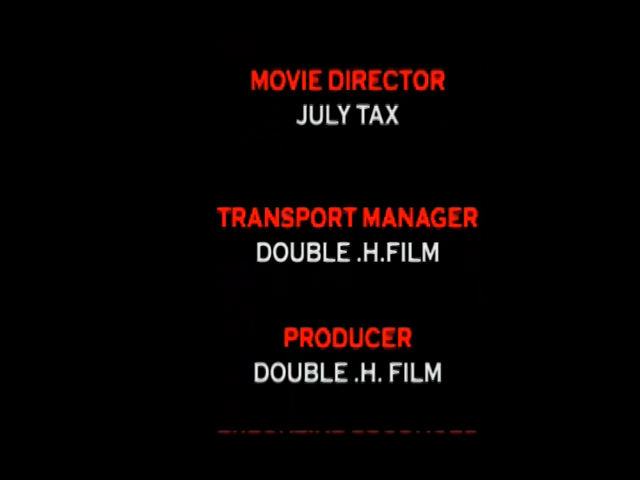 MOVIE DIRECTOR
JULY TAX
TRANSPORT MANAGER
DOUBLE .H.FILM
PRODUCER
DOUBLE .H. FILM